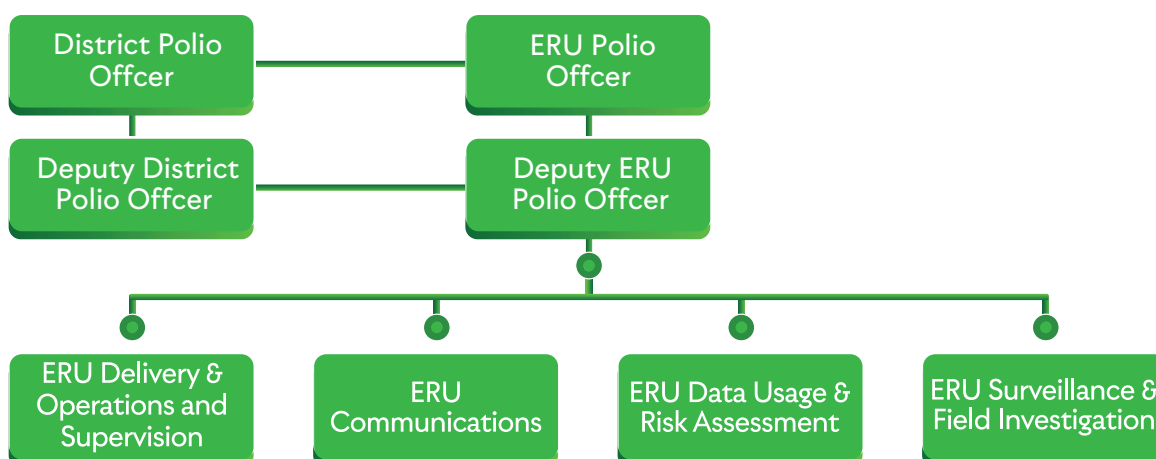 District Polio
Offcer
ERU Polio
Offcer
Deputy District
Polio Offcer
Deputy ERU
Polio Offcer
ERU Delivery &
Operations and
Supervision
ERU
Communications
ERU Data Usage &
Risk Assessment
ERU Surveillance &
Field Investigation